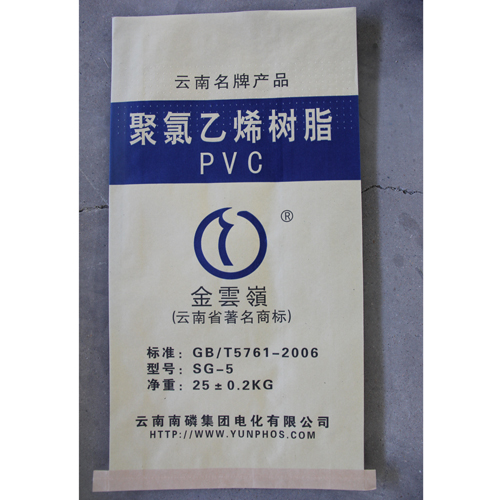 云南名牌产品
聚氯乙烯树脂
PVC
®
金雲嶺
(云南省著名商标)
标准：GB/T5761-2006
型号：SG-5
净重：25±0.2KG
云南南磷集团电化有限公司
HTTP://WWW.YUNPHOS.COM